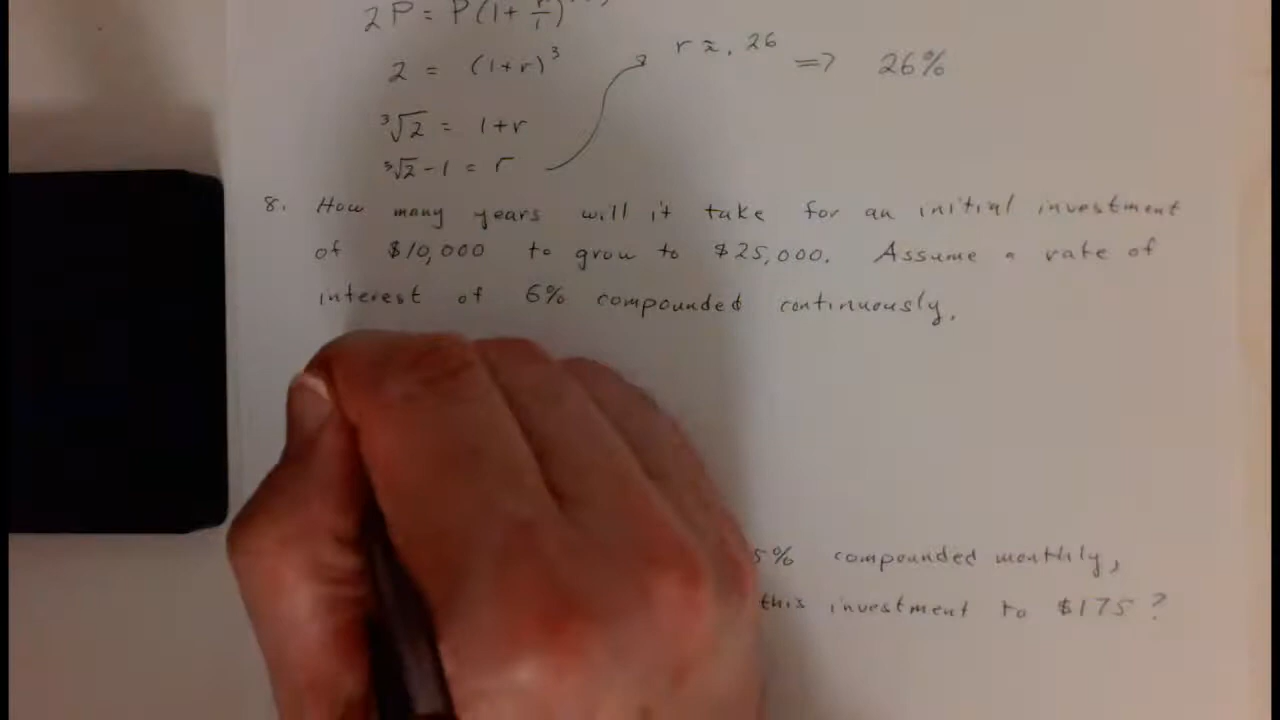 2P = P(1+ r/1)
2 = (1+r)³
r ≈ .26 => 26%
³√2 = 1+r
³√2 - 1 = r
8. How many years will it take for an initial investment
of $10,000 to grow to $25,000. Assume a rate of
interest of 6% compounded continuously.
5% compounded monthly,
this investment to $175?